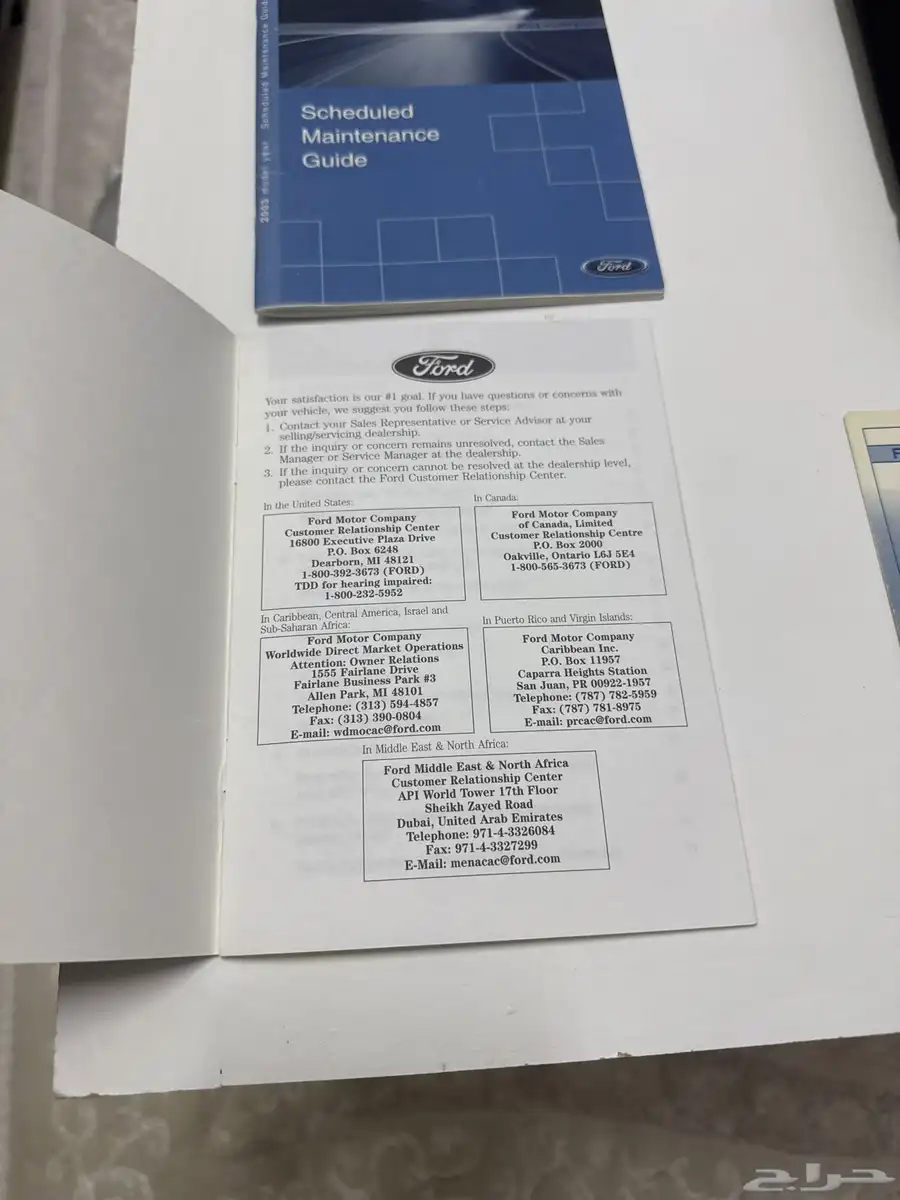 2003 model year Scheduled Maintenance Guide
Scheduled
Maintenance
Guide
Ford
Ford
Your satisfaction is our #1 goal. If you have questions or concerns with
your vehicle, we suggest you follow these steps:
1. Contact your Sales Representative or Service Advisor at your
selling/servicing dealership.
2. If the inquiry or concern remains unresolved, contact the Sales
Manager or Service Manager at the dealership.
3. If the inquiry or concern cannot be resolved at the dealership level,
please contact the Ford Customer Relationship Center.
In the United States:
Ford Motor Company
Customer Relationship Center
16800 Executive Plaza Drive
P.O. Box 6248
Dearborn, MI 48121
1-800-392-3673 (FORD)
TDD for hearing impaired:
1-800-232-5952
In Canada:
Ford Motor Company
of Canada, Limited
Customer Relationship Centre
P.O. Box 2000
Oakville, Ontario L6J 5E4
1-800-565-3673 (FORD)
In Caribbean, Central America, Israel and
Sub-Saharan Africa:
Ford Motor Company
Worldwide Direct Market Operations
Attention: Owner Relations
1555 Fairlane Drive
Fairlane Business Park #3
Allen Park, MI 48101
Telephone: (313) 594-4857
Fax: (313) 390-0804
E-mail: wdmocac@ford.com
In Puerto Rico and Virgin Islands:
Ford Motor Company
Caribbean Inc.
P.O. Box 11957
Caparra Heights Station
San Juan, PR 00922-1957
Telephone: (787) 782-5959
Fax: (787) 781-8975
E-mail: prcac@ford.com
In Middle East & North Africa:
Ford Middle East & North Africa
Customer Relationship Center
API World Tower 17th Floor
Sheikh Zayed Road
Dubai, United Arab Emirates
Telephone: 971-4-3326084
Fax: 971-4-3327299
E-Mail: menacac@ford.com
F
حراج